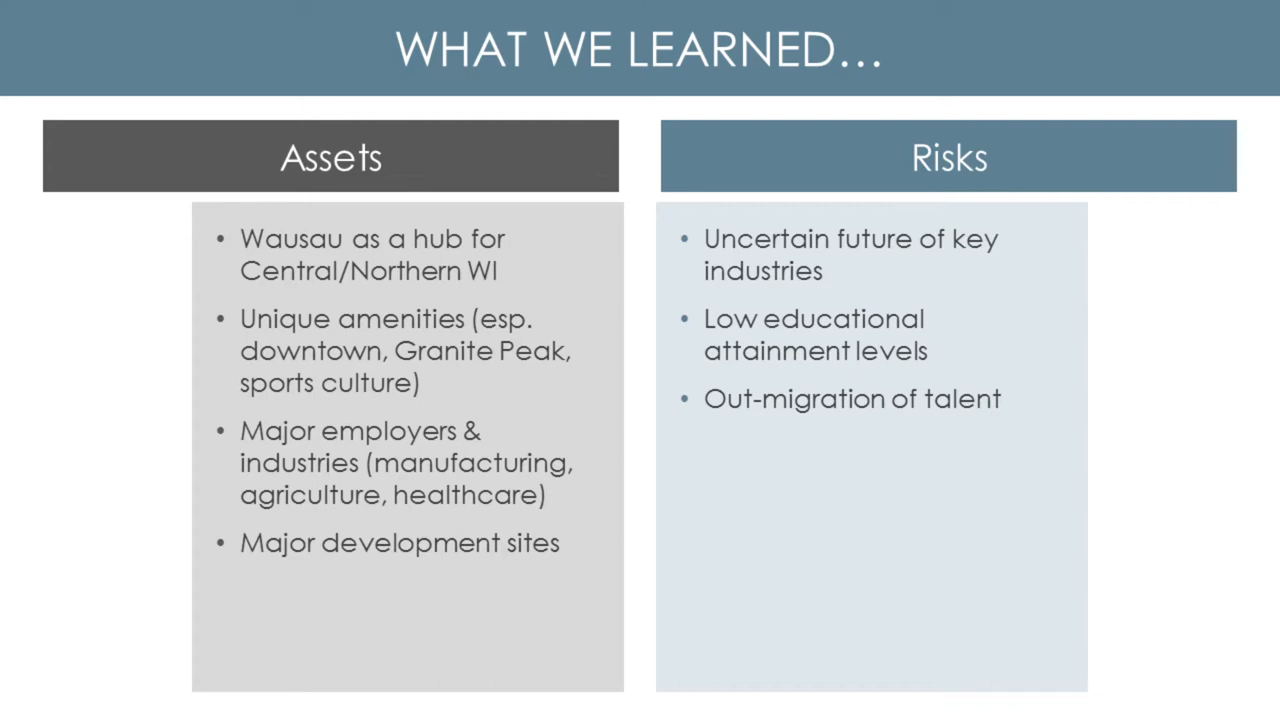 WHAT WE LEARNED...
Assets
• Wausau as a hub for
Central/Northern WI
• Unique amenities (esp.
downtown, Granite Peak,
sports culture)
• Major employers &
industries (manufacturing,
agriculture, healthcare)
• Major development sites
Risks
• Uncertain future of key
industries
• Low educational
attainment levels
• Out-migration of talent